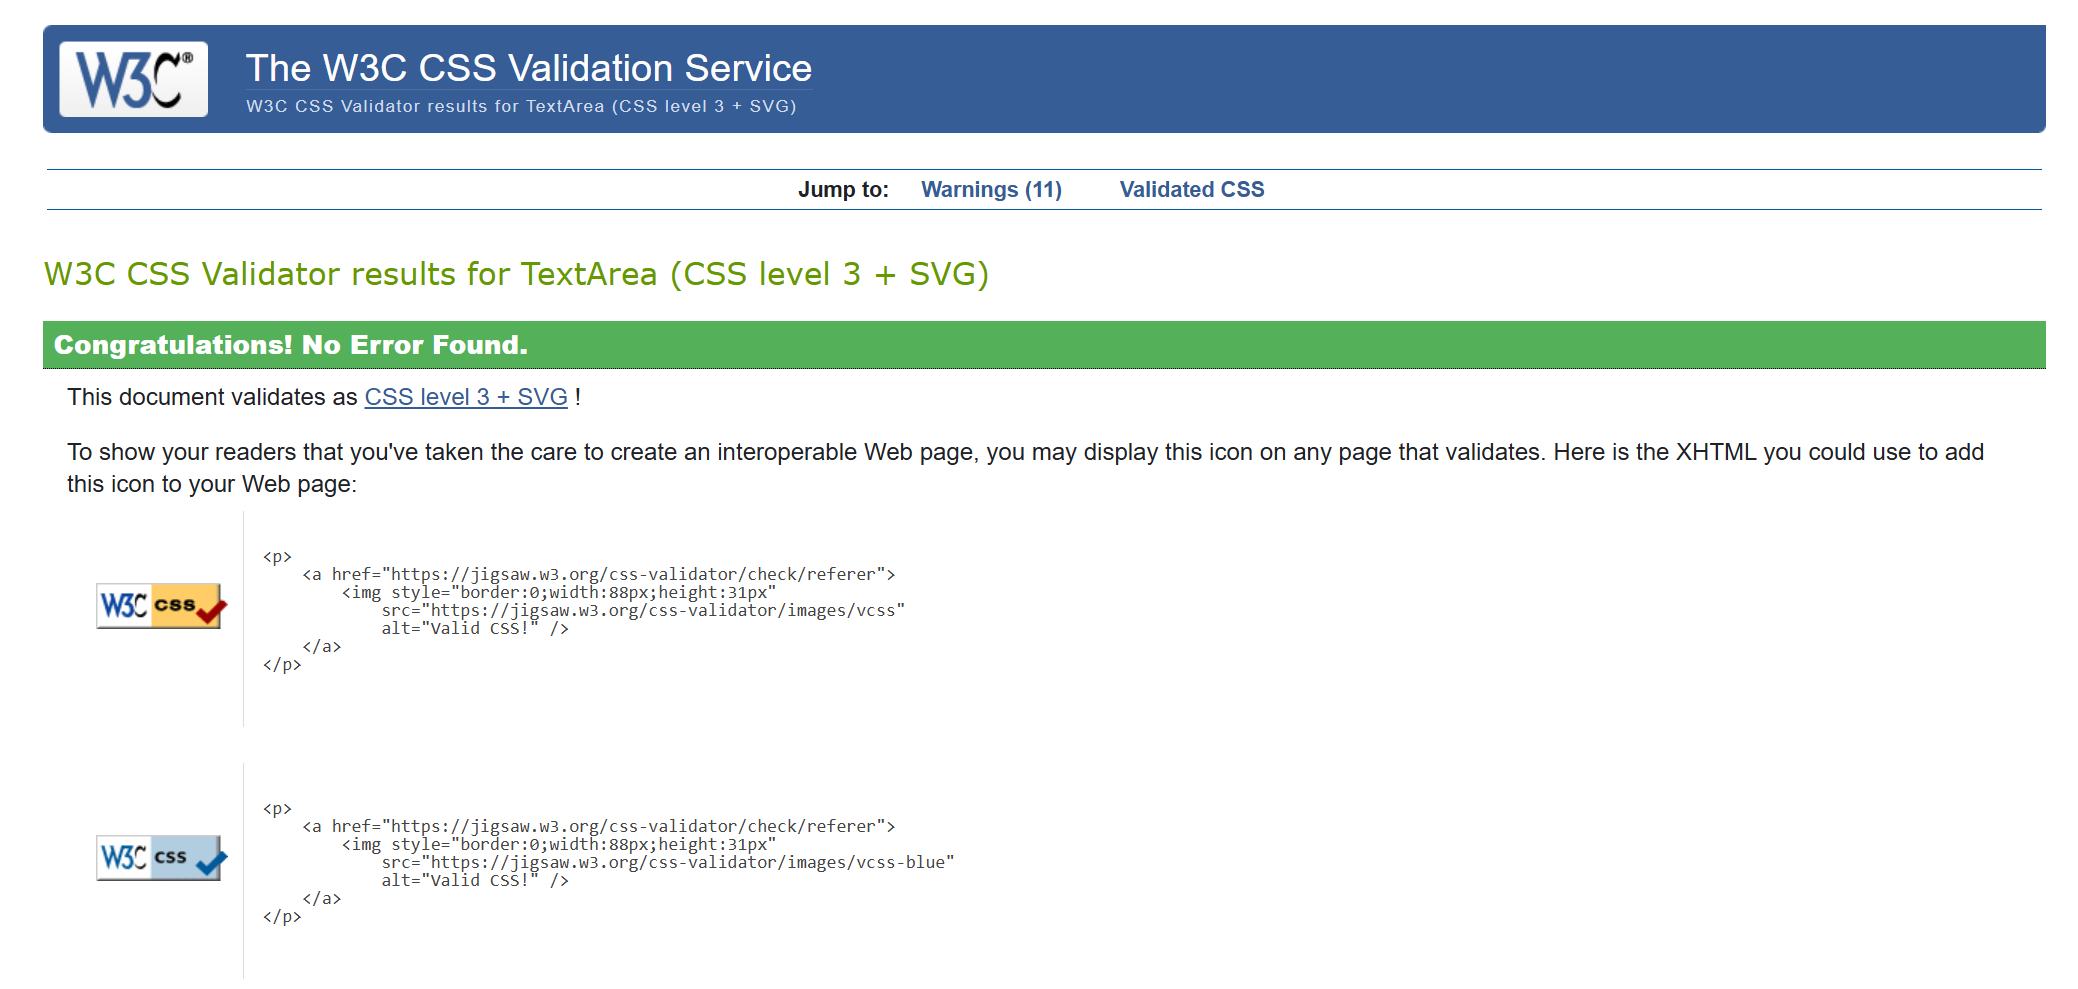 W3C®
The W3C CSS Validation Service
W3C CSS Validator results for TextArea (CSS level 3 + SVG)
Jump to: Warnings (11) Validated CSS
W3C CSS Validator results for TextArea (CSS level 3 + SVG)
Congratulations! No Error Found.
This document validates as CSS level 3 + SVG !
To show your readers that you've taken the care to create an interoperable Web page, you may display this icon on any page that validates. Here is the XHTML you could use to add
this icon to your Web page:
W3C css
<p>
    <a href="https://jigsaw.w3.org/css-validator/check/referer">
        <img style="border:0;width:88px;height:31px"
            src="https://jigsaw.w3.org/css-validator/images/vcss"
            alt="Valid CSS!" />
    </a>
</p>
W3C css
<p>
    <a href="https://jigsaw.w3.org/css-validator/check/referer">
        <img style="border:0;width:88px;height:31px"
            src="https://jigsaw.w3.org/css-validator/images/vcss-blue"
            alt="Valid CSS!" />
    </a>
</p>